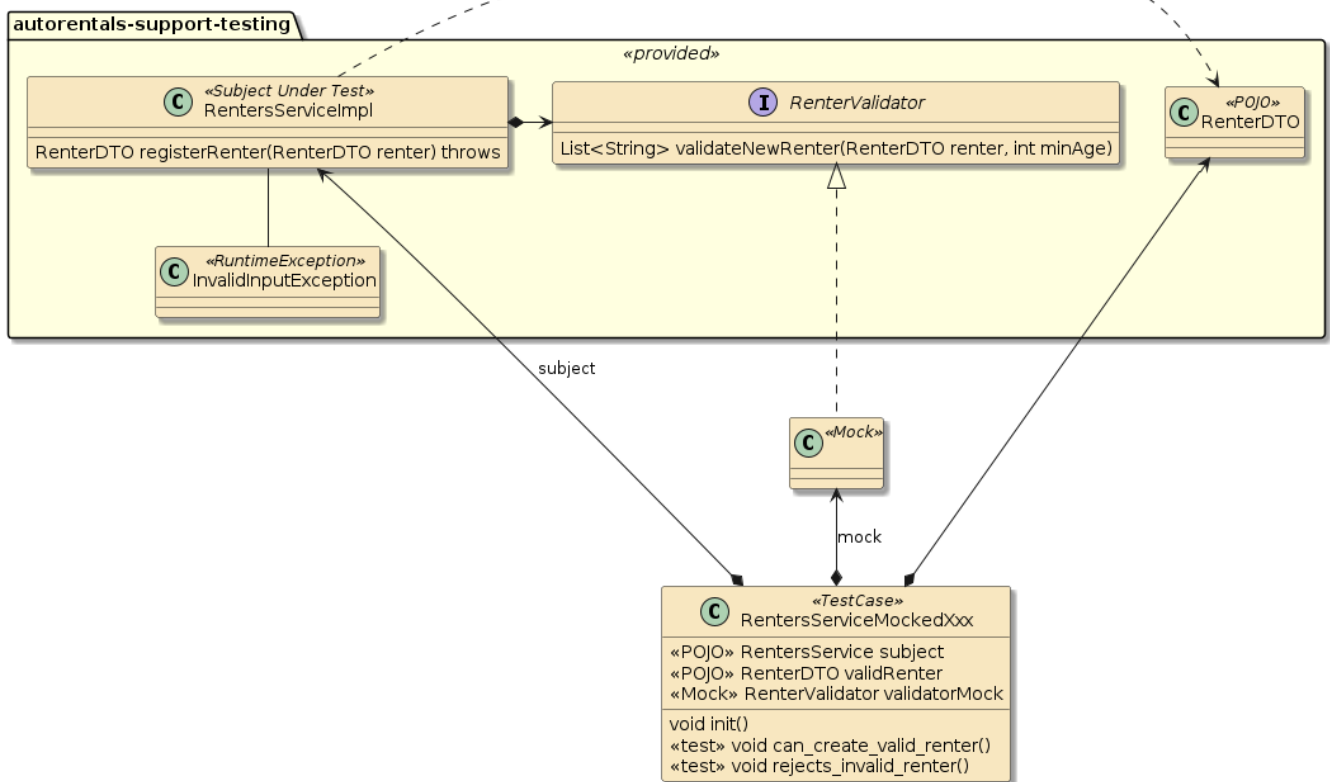 autorentals-support-testing
«provided»
C «Subject Under Test»
RentersServiceImpl
RenterDTO registerRenter(RenterDTO renter) throws
I RenterValidator
List<String> validateNewRenter(RenterDTO renter, int minAge)
C «POJO»
RenterDTO
C «RuntimeException»
InvalidInputException
subject
C «Mock»
mock
C «TestCase»
RentersServiceMockedXxx
«POJO» RentersService subject
«POJO» RenterDTO validRenter
«Mock» RenterValidator validatorMock
void init()
«test» void can_create_valid_renter()
«test» void rejects_invalid_renter()